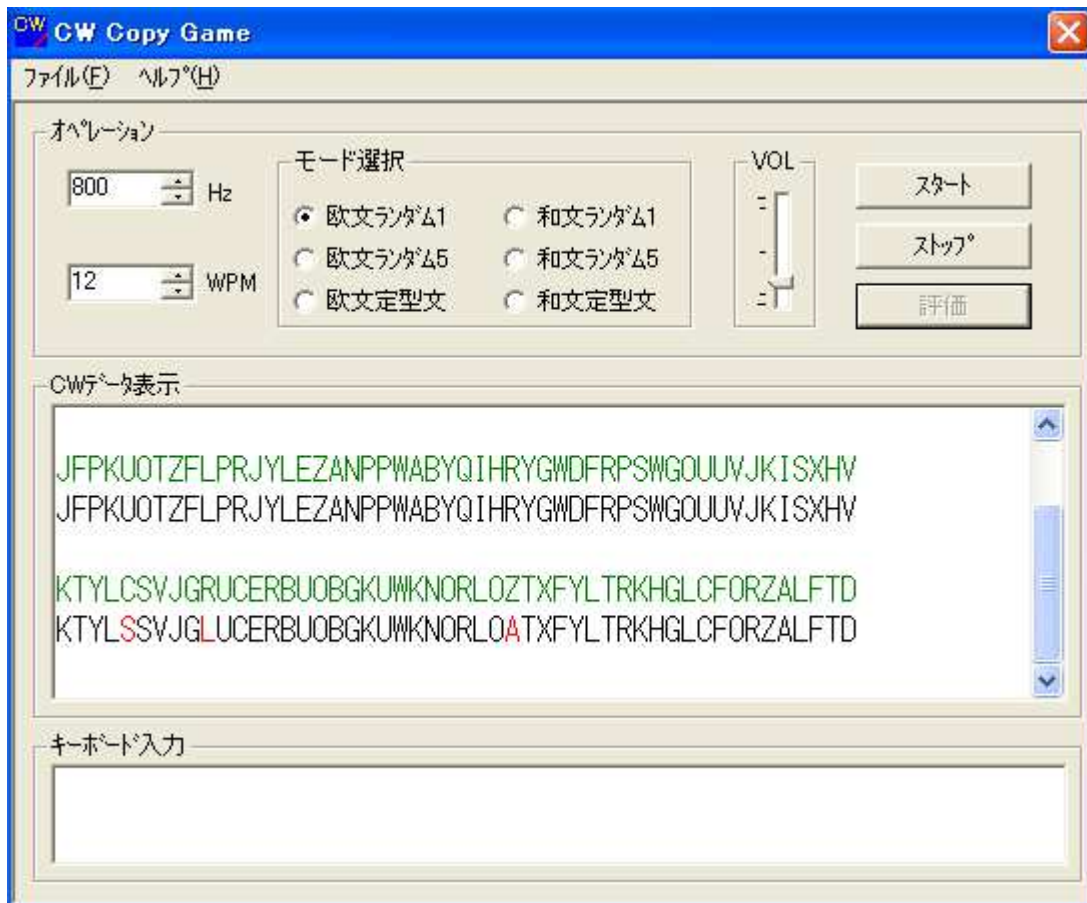 CW CW Copy Game
ファイル(F) ヘルプ(H)
オペレーション
800 Hz
12 WPM
モード選択
欧文ランダム1 和文ランダム1
欧文ランダム5 和文ランダム5
欧文定型文 和文定型文
VOL
スタート
ストップ
評価
CWデータ表示
JFPKUOTZFLPRJYLEZANPPWABYQIHRYGWDFRPSWGOUUVJKISXHV
JFPKUOTZFLPRJYLEZANPPWABYQIHRYGWDFRPSWGOUUVJKISXHV
KTYLCSVJGRUCERBUOBGKUWKNORLOZTXFYLTRKHGLCFORZALFTD
KTYLSSVJGLUCERBUOBGKUWKNORLOATXFYLTRKHGLCFORZALFTD
キーボード入力